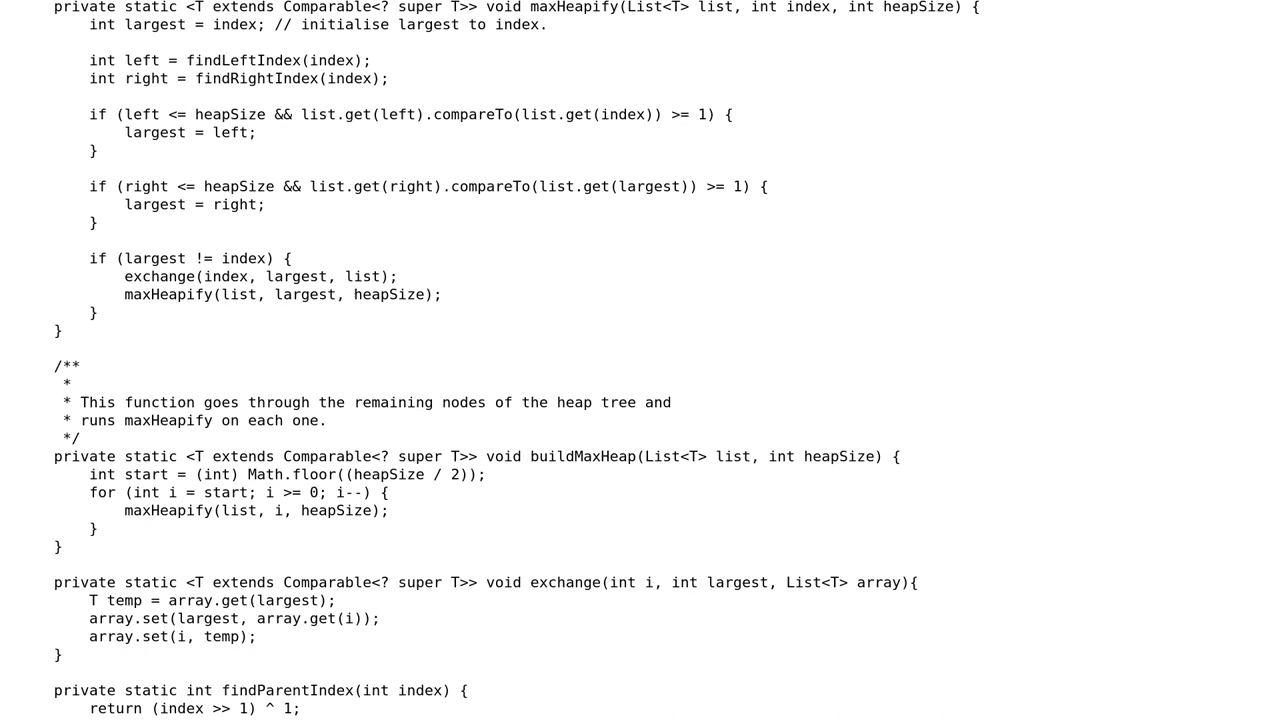 private static <T extends Comparable<? super T>> void maxHeapify(List<T> list, int index, int heapSize) {
    int largest = index; // initialise largest to index.

    int left = findLeftIndex(index);
    int right = findRightIndex(index);

    if (left <= heapSize && list.get(left).compareTo(list.get(index)) >= 1) {
        largest = left;
    }

    if (right <= heapSize && list.get(right).compareTo(list.get(largest)) >= 1) {
        largest = right;
    }

    if (largest != index) {
        exchange(index, largest, list);
        maxHeapify(list, largest, heapSize);
    }
}

/**
 *
 * This function goes through the remaining nodes of the heap tree and
 * runs maxHeapify on each one.
 */
private static <T extends Comparable<? super T>> void buildMaxHeap(List<T> list, int heapSize) {
    int start = (int) Math.floor((heapSize / 2));
    for (int i = start; i >= 0; i--) {
        maxHeapify(list, i, heapSize);
    }
}

private static <T extends Comparable<? super T>> void exchange(int i, int largest, List<T> array){
    T temp = array.get(largest);
    array.set(largest, array.get(i));
    array.set(i, temp);
}

private static int findParentIndex(int index) {
    return (index >> 1) ^ 1;